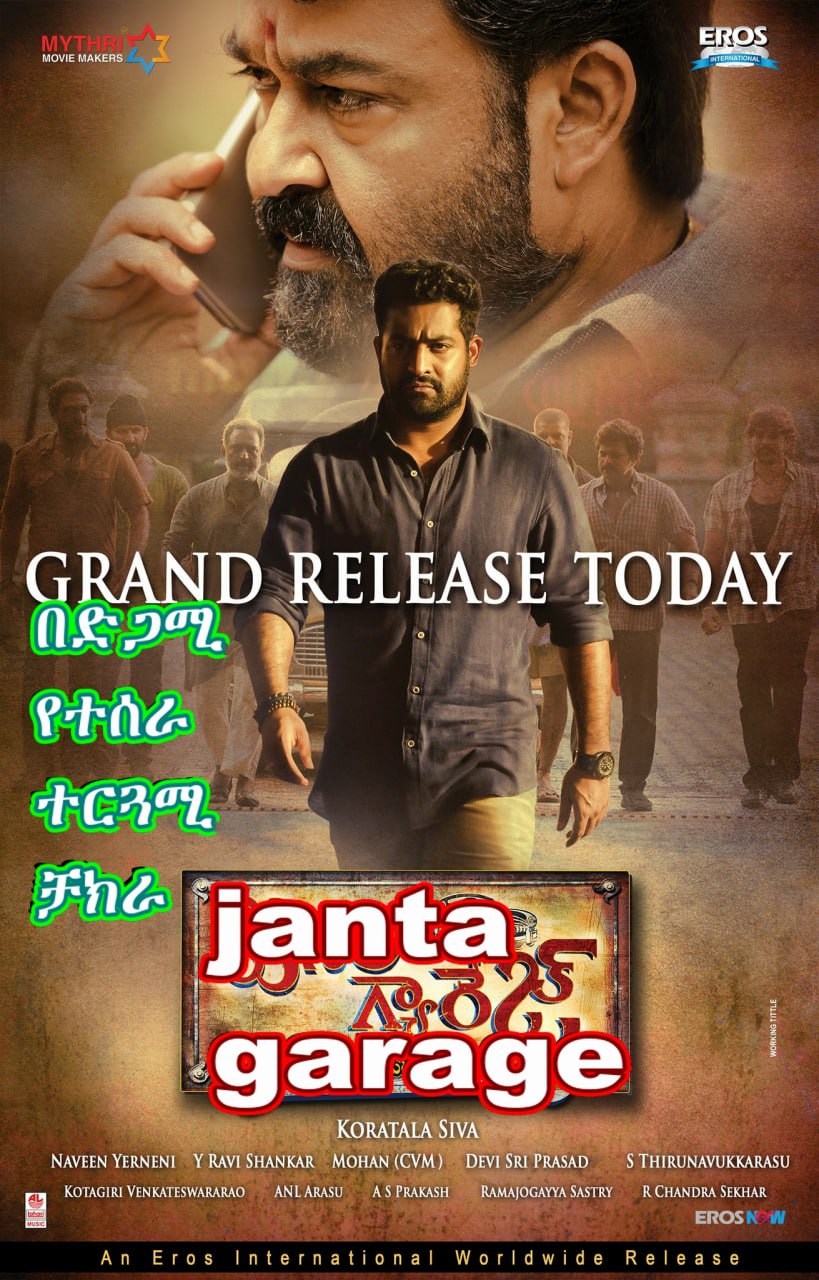 MYTHRI
MOVIE MAKERS
EROS
INTERNATIONAL
GRAND RELEASE TODAY
በድጋሚ
የተሰራ
ተርጓሚ
ቻክራ
janta
గ్యారేజ్
garage
WORKING TITTLE
KORATALA SIVA
NAVEEN YERNENI Y RAVI SHANKAR MOHAN (CVM) DEVI SRI PRASAD S THIRUNAVUKKARASU
KOTAGIRI VENKATESWARARAO ANL ARASU A S PRAKASH RAMAJOGAYYA SASTRY R CHANDRA SEKHAR
lahari
MUSIC
EROS NOW
An Eros International Worldwide Release